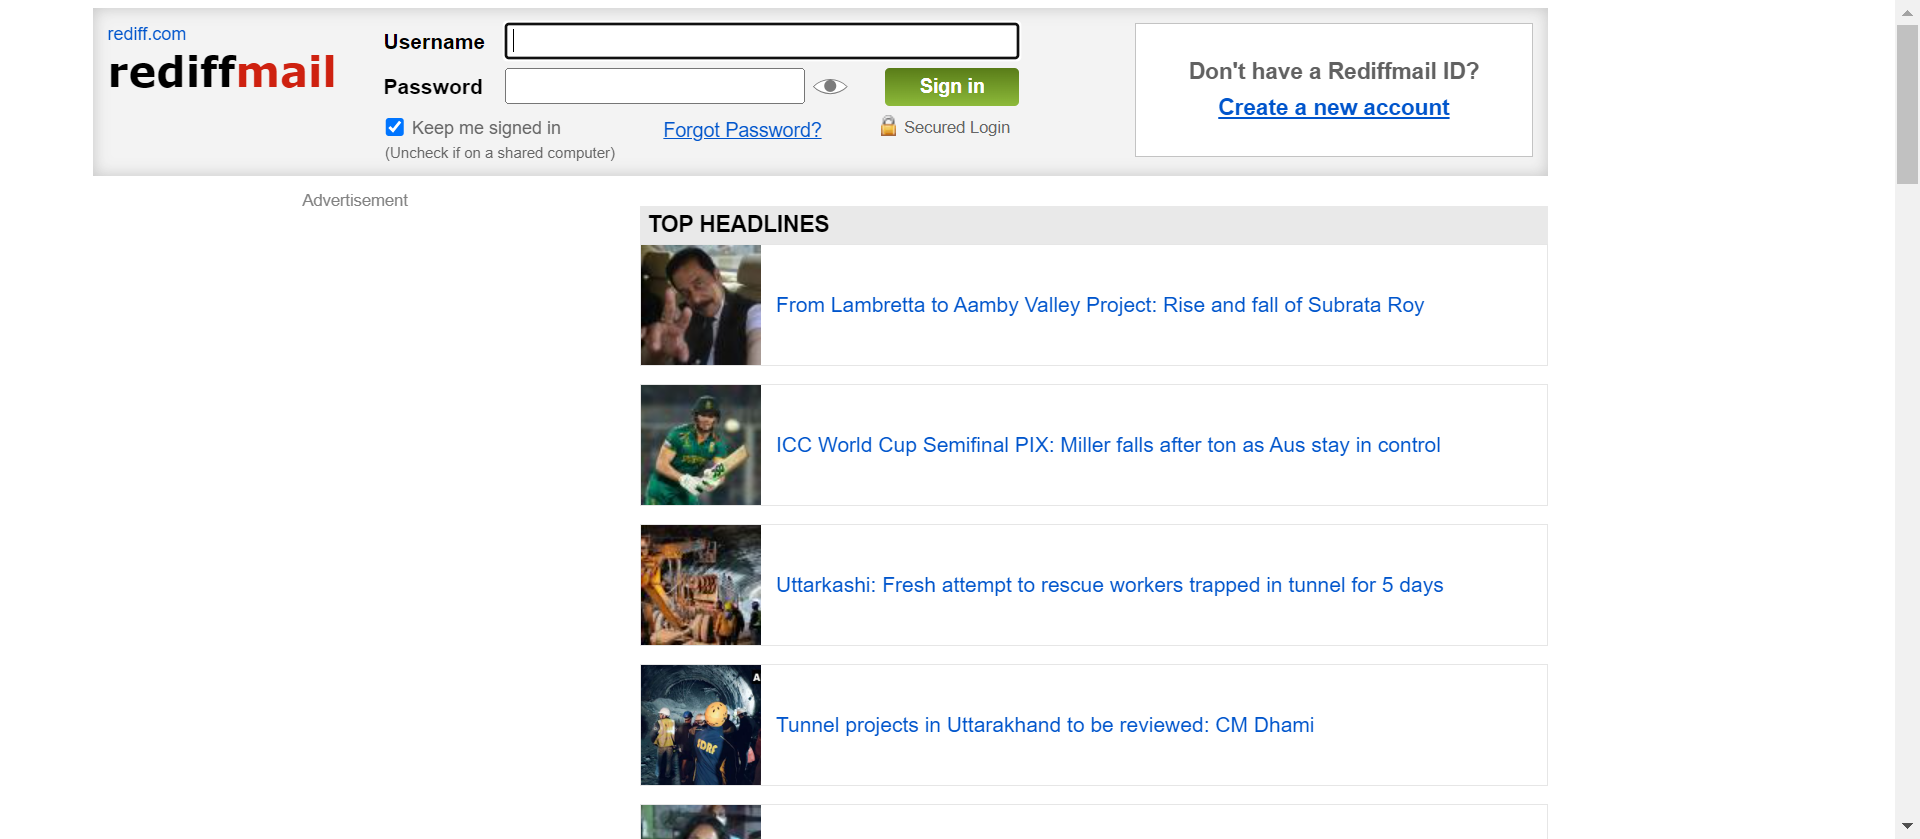 rediff.com
rediffmail
Username
Password
Sign in
Keep me signed in
(Uncheck if on a shared computer)
Forgot Password?
Secured Login
Don't have a Rediffmail ID?
Create a new account
Advertisement
TOP HEADLINES
From Lambretta to Aamby Valley Project: Rise and fall of Subrata Roy
ICC World Cup Semifinal PIX: Miller falls after ton as Aus stay in control
Uttarkashi: Fresh attempt to rescue workers trapped in tunnel for 5 days
A
Tunnel projects in Uttarakhand to be reviewed: CM Dhami